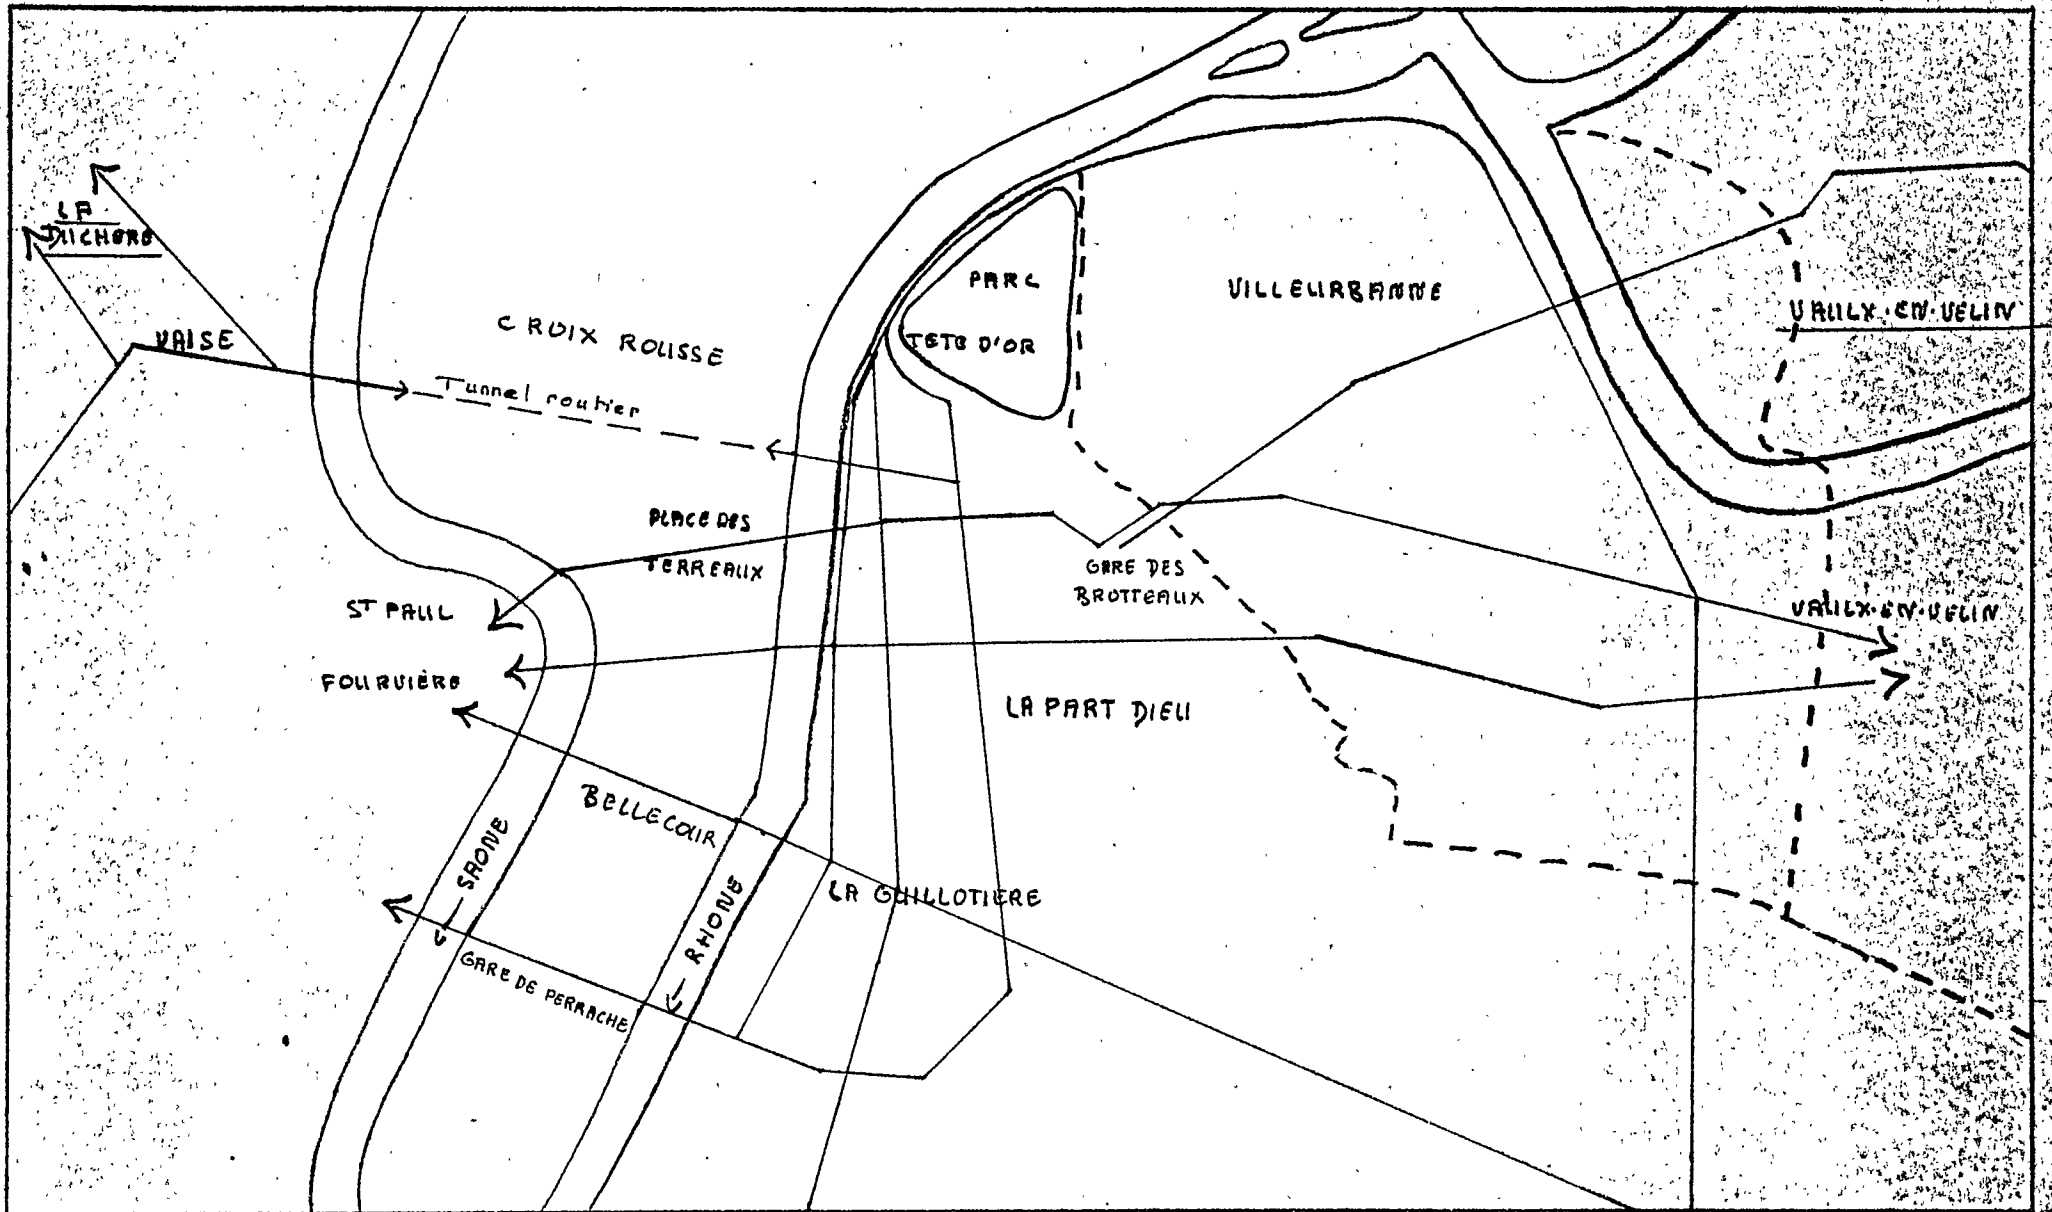 LA
DUCHERE
VAISE
CROIX ROUSSE
Tunnel routier
PARC
TETE D'OR
VILLEURBANNE
VAULX-EN-VELIN
PLACE DES
TERREAUX
GARE DES
BROTTEAUX
ST PAUL
VAULX-EN-VELIN
FOURVIÈRE
LA PART DIEU
BELLECOUR
SAONE
RHONE
LA GUILLOTIERE
GARE DE PERRACHE